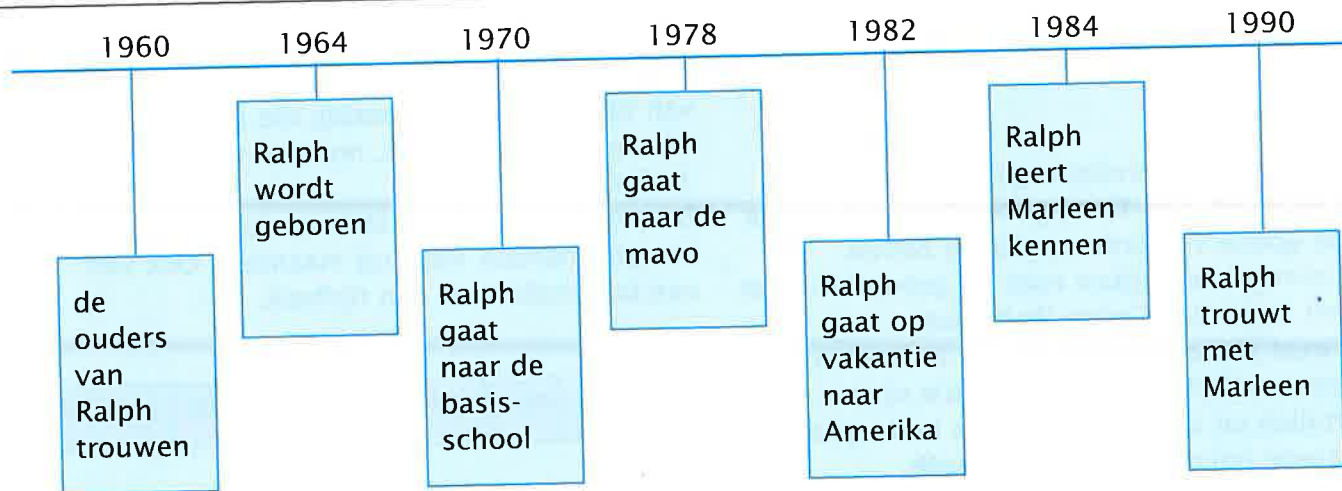 1960 1964 1970 1978 1982 1984 1990
de
ouders
van
Ralph
trouwen
Ralph
wordt
geboren
Ralph
gaat
naar de
basis-
school
Ralph
gaat
naar de
mavo
Ralph
gaat op
vakantie
naar
Amerika
Ralph
leert
Marleen
kennen
Ralph
trouwt
met
Marleen